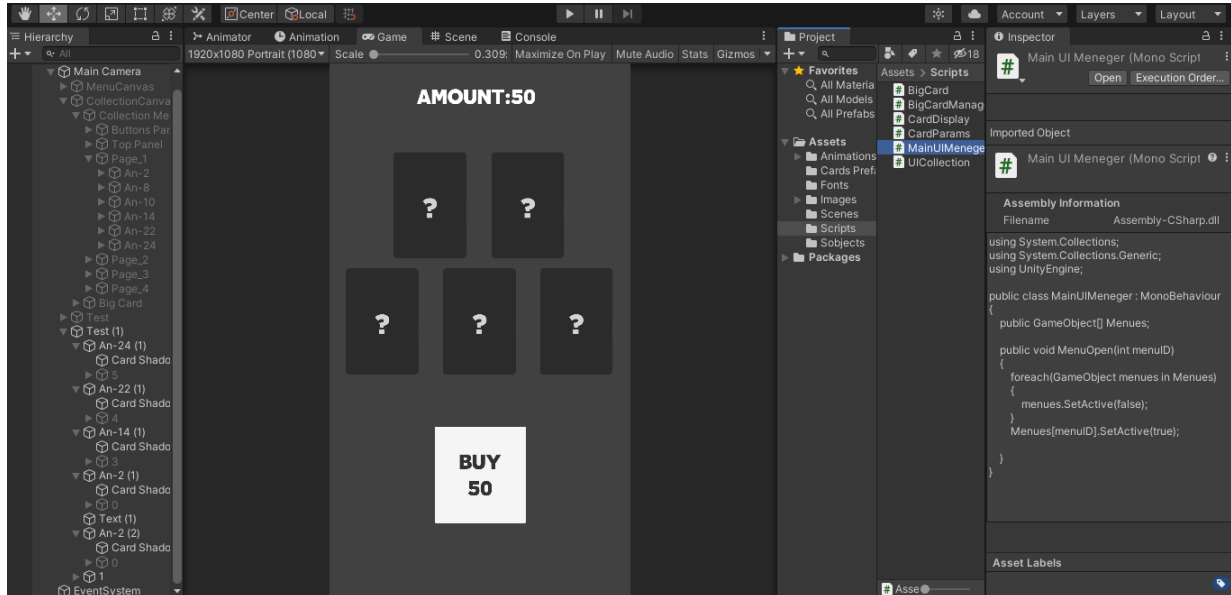 Center
Local
Account
Layers
Layout
Hierarchy
All
Main Camera
MenuCanvas
CollectionCanva
Collection Me
Buttons Par
Top Panel
Page_1
An-2
An-8
An-10
An-14
An-22
An-24
Page_2
Page_3
Page_4
Big Card
Test
Test (1)
An-24 (1)
Card Shado
5
An-22 (1)
Card Shado
4
An-14 (1)
Card Shado
3
An-2 (1)
Card Shado
0
Text (1)
An-2 (2)
Card Shado
0
1
EventSystem
Animator
Animation
Game
Scene
Console
1920x1080 Portrait (1080
Scale
0.309:
Maximize On Play
Mute Audio
Stats
Gizmos
AMOUNT:50
?
?
?
?
?
BUY
50
Project
18
Favorites
All Materia
All Models
All Prefabs
Assets
Animations
Cards Prefa
Fonts
Images
Scenes
Scripts
Sobjects
Packages
Assets > Scripts
BigCard
BigCardManag
CardDisplay
CardParams
MainUIMenege
UICollection
Asse
Inspector
Main UI Meneger (Mono Script
Open
Execution Order...
Imported Object
Main UI Meneger (Mono Script
Assembly Information
Filename Assembly-CSharp.dll
using System.Collections;
using System.Collections.Generic;
using UnityEngine;
public class MainUIMeneger : MonoBehaviour
{
public GameObject[] Menues;
public void MenuOpen(int menuID)
{
foreach(GameObject menues in Menues)
{
menues.SetActive(false);
}
Menues[menuID].SetActive(true);
}
}
Asset Labels